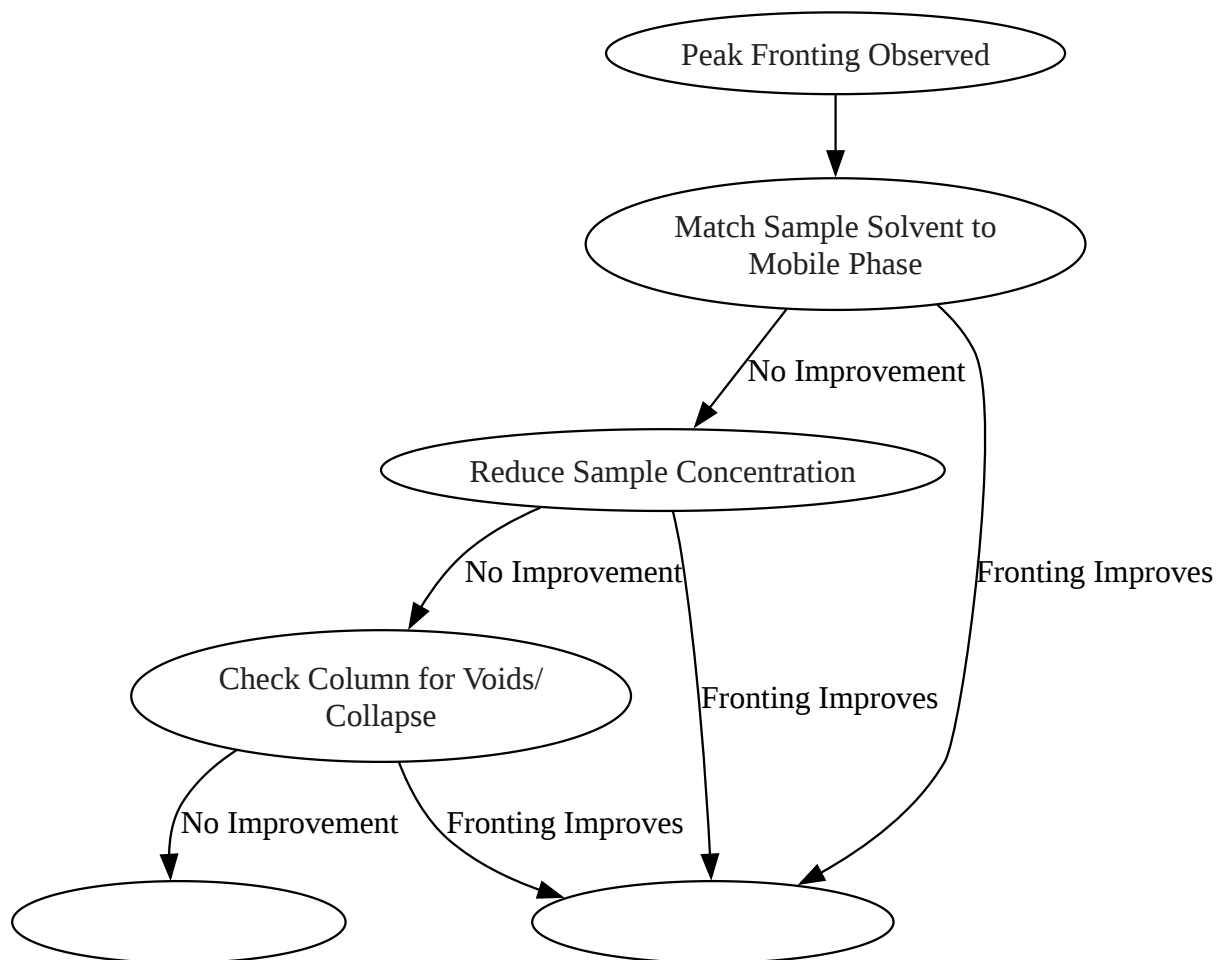 Peak Fronting Observed
Match Sample Solvent to
Mobile Phase
No Improvement
Reduce Sample Concentration
No Improvement
Fronting Improves
Check Column for Voids/
Collapse
Fronting Improves
No Improvement
Fronting Improves